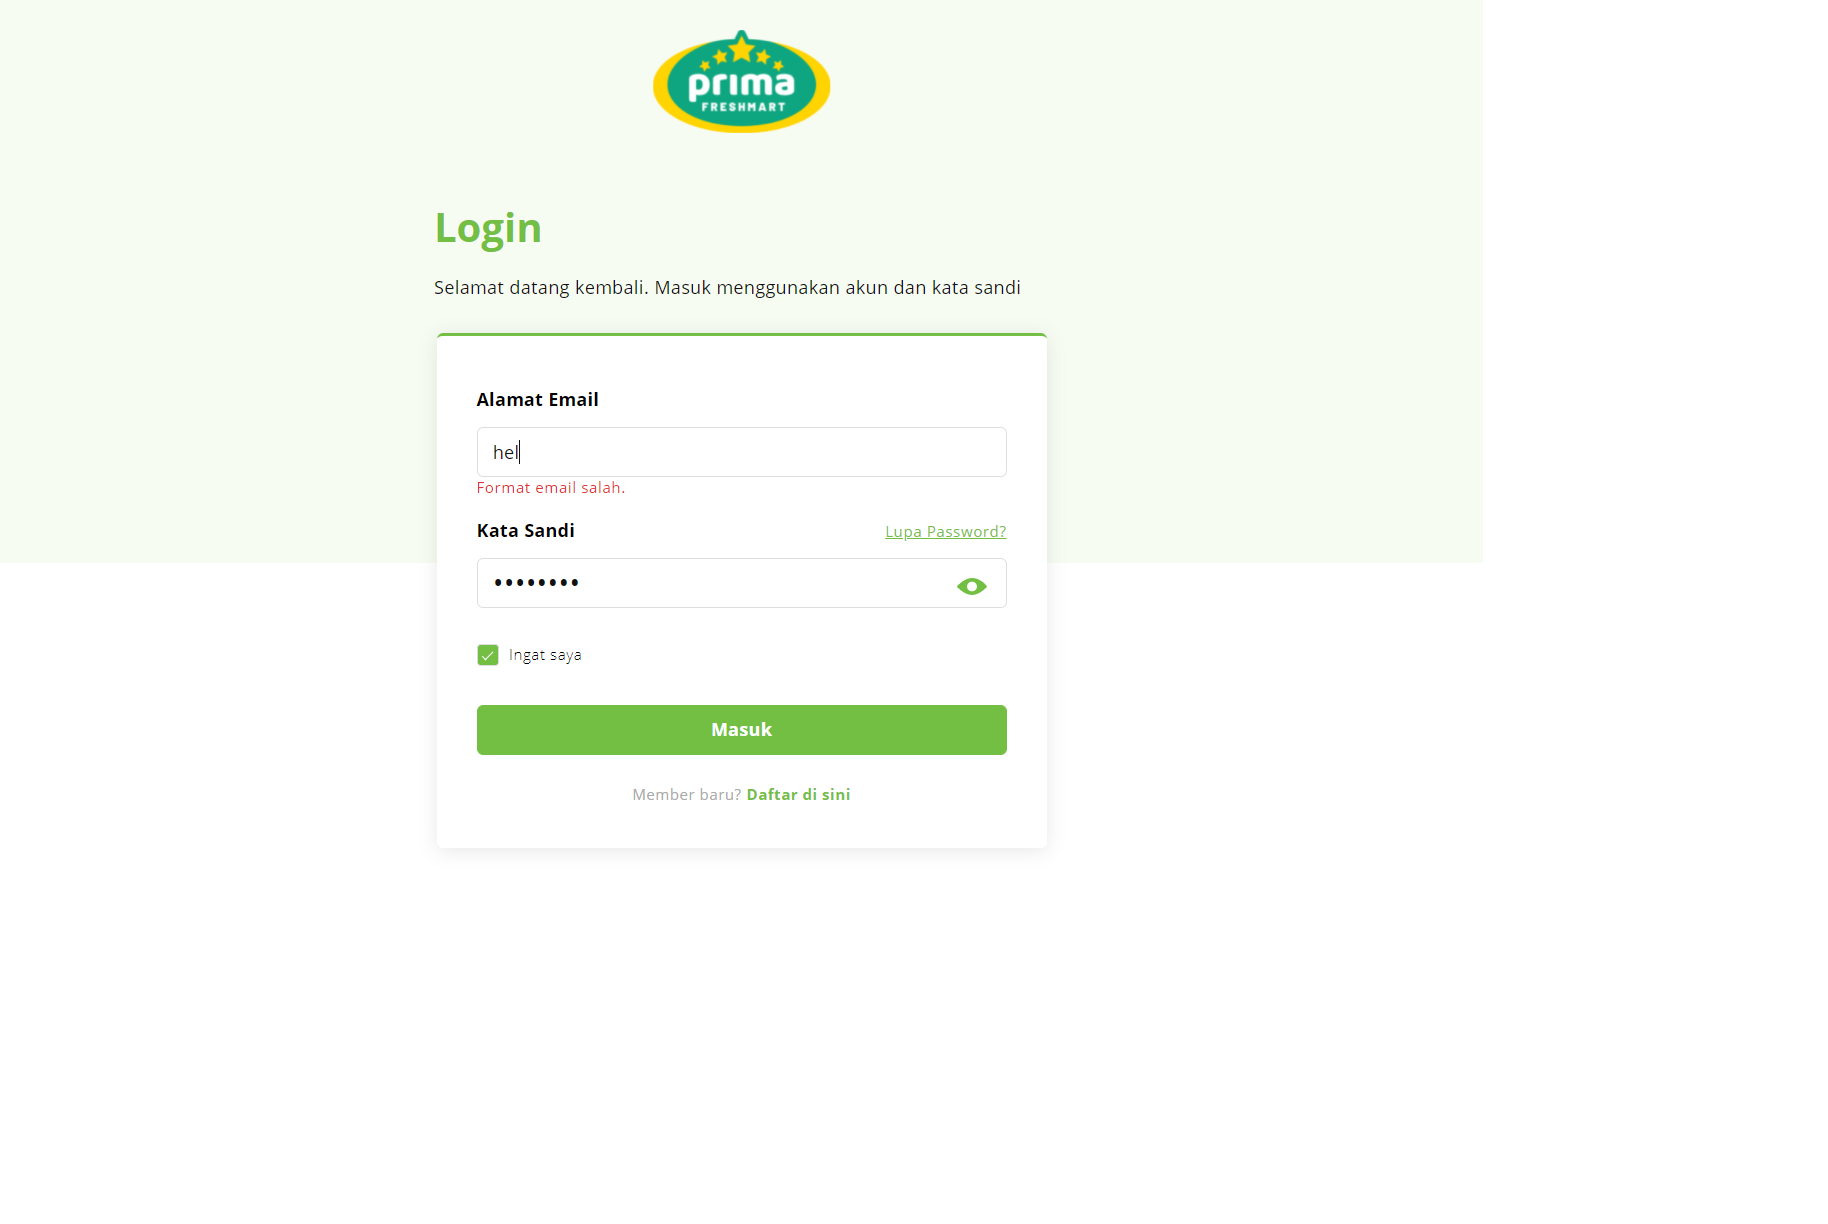 prima
FRESHMART
Login
Selamat datang kembali. Masuk menggunakan akun dan kata sandi
Alamat Email
hel
Format email salah.
Kata Sandi
Lupa Password?
Ingat saya
Masuk
Member baru? Daftar di sini